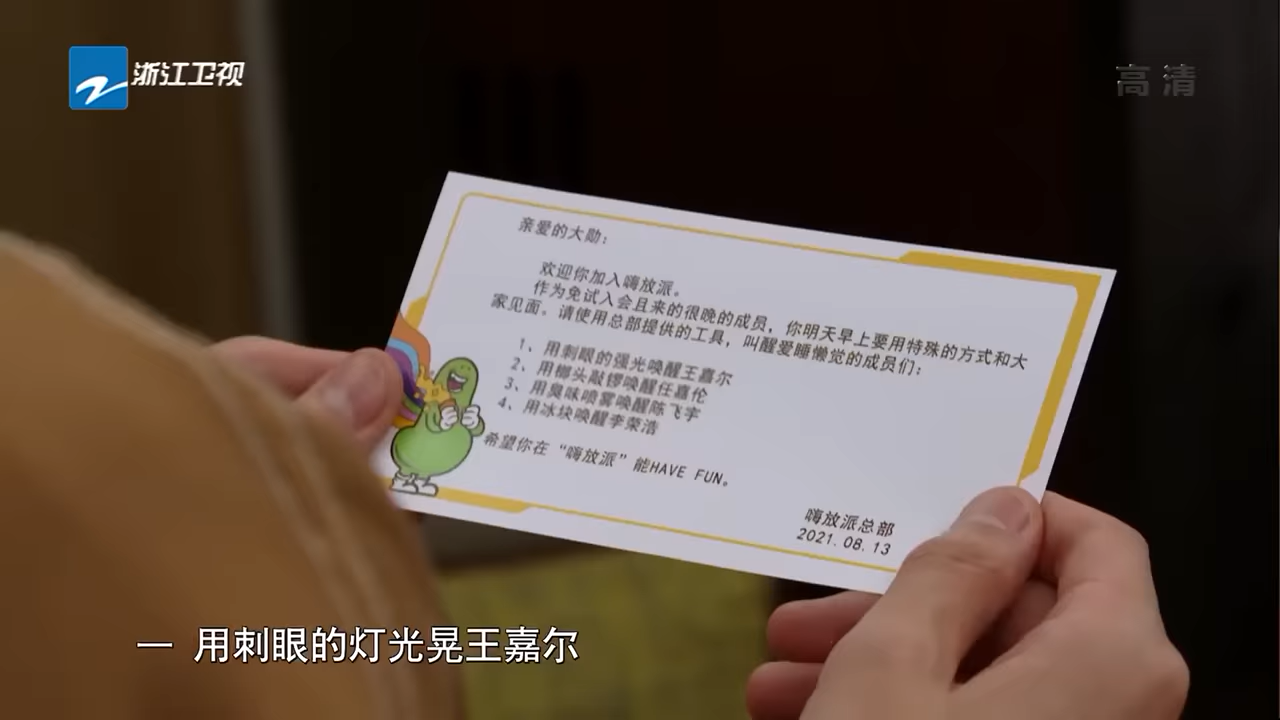 浙江卫视
高清
亲爱的大勋：
欢迎你加入嗨放派。
作为免试入会且来的很晚的成员，你明天早上要用特殊的方式和大
家见面。请使用总部提供的工具，叫醒爱睡懒觉的成员们：
1、用刺眼的强光唤醒王嘉尔
2、用榔头敲锣唤醒任嘉伦
3、用臭味喷雾唤醒陈飞宇
4、用冰块唤醒李荣浩
希望你在“嗨放派”能HAVE FUN。
嗨放派总部
2021.08.13
一 用刺眼的灯光晃王嘉尔